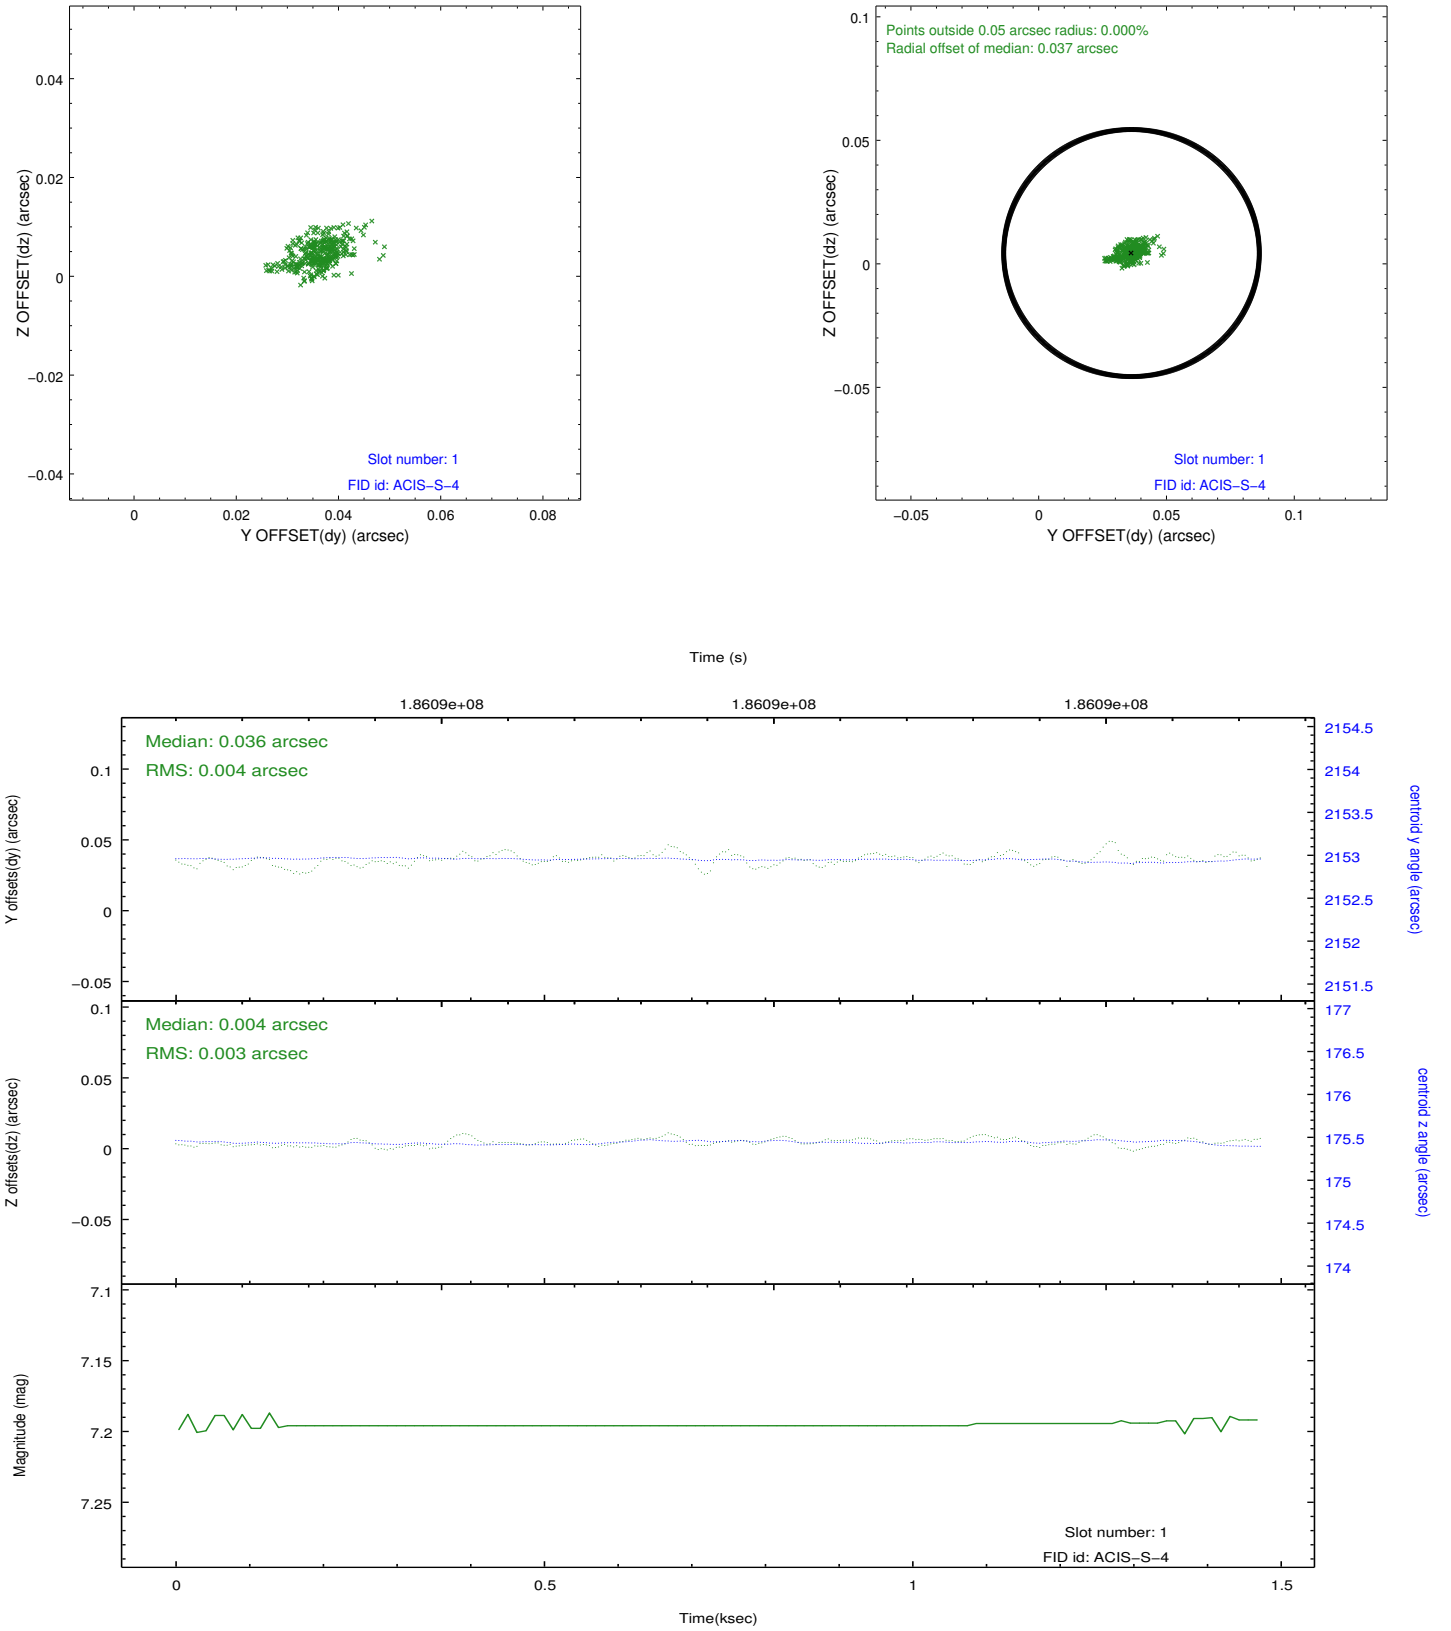 0.04
0.02
0
−0.02
−0.04
Z OFFSET(dz) (arcsec)
Slot number: 1
FID id: ACIS−S−4
0
0.02
0.04
0.06
0.08
Y OFFSET(dy) (arcsec)
Points outside 0.05 arcsec radius: 0.000%
Radial offset of median: 0.037 arcsec
0.1
0.05
0
−0.05
Z OFFSET(dz) (arcsec)
Slot number: 1
FID id: ACIS−S−4
−0.05
0
0.05
0.1
Y OFFSET(dy) (arcsec)
Time (s)
1.8609e+08
1.8609e+08
1.8609e+08
Median: 0.036 arcsec
RMS: 0.004 arcsec
0.1
0.05
0
−0.05
Y offsets(dy) (arcsec)
2154.5
2154
2153.5
2153
2152.5
2152
2151.5
centroid y angle (arcsec)
Median: 0.004 arcsec
RMS: 0.003 arcsec
0.1
0.05
0
−0.05
Z offsets(dz) (arcsec)
177
176.5
176
175.5
175
174.5
174
centroid z angle (arcsec)
7.1
7.15
7.2
7.25
Magnitude (mag)
Slot number: 1
FID id: ACIS−S−4
0
0.5
1
1.5
Time(ksec)